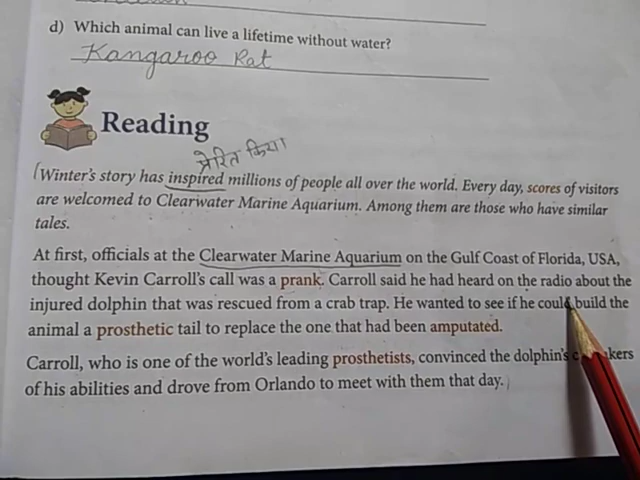 d) Which animal can live a lifetime without water?
Kangaroo Rat
Reading
प्रेरित किया
Winter's story has inspired millions of people all over the world. Every day, scores of visitors
are welcomed to Clearwater Marine Aquarium. Among them are those who have similar
tales.
At first, officials at the Clearwater Marine Aquarium on the Gulf Coast of Florida, USA,
thought Kevin Carroll's call was a prank. Carroll said he had heard on the radio about the
injured dolphin that was rescued from a crab trap. He wanted to see if he could build the
animal a prosthetic tail to replace the one that had been amputated.
Carroll, who is one of the world's leading prosthetists, convinced the dolphin's
of his abilities and drove from Orlando to meet with them that day.